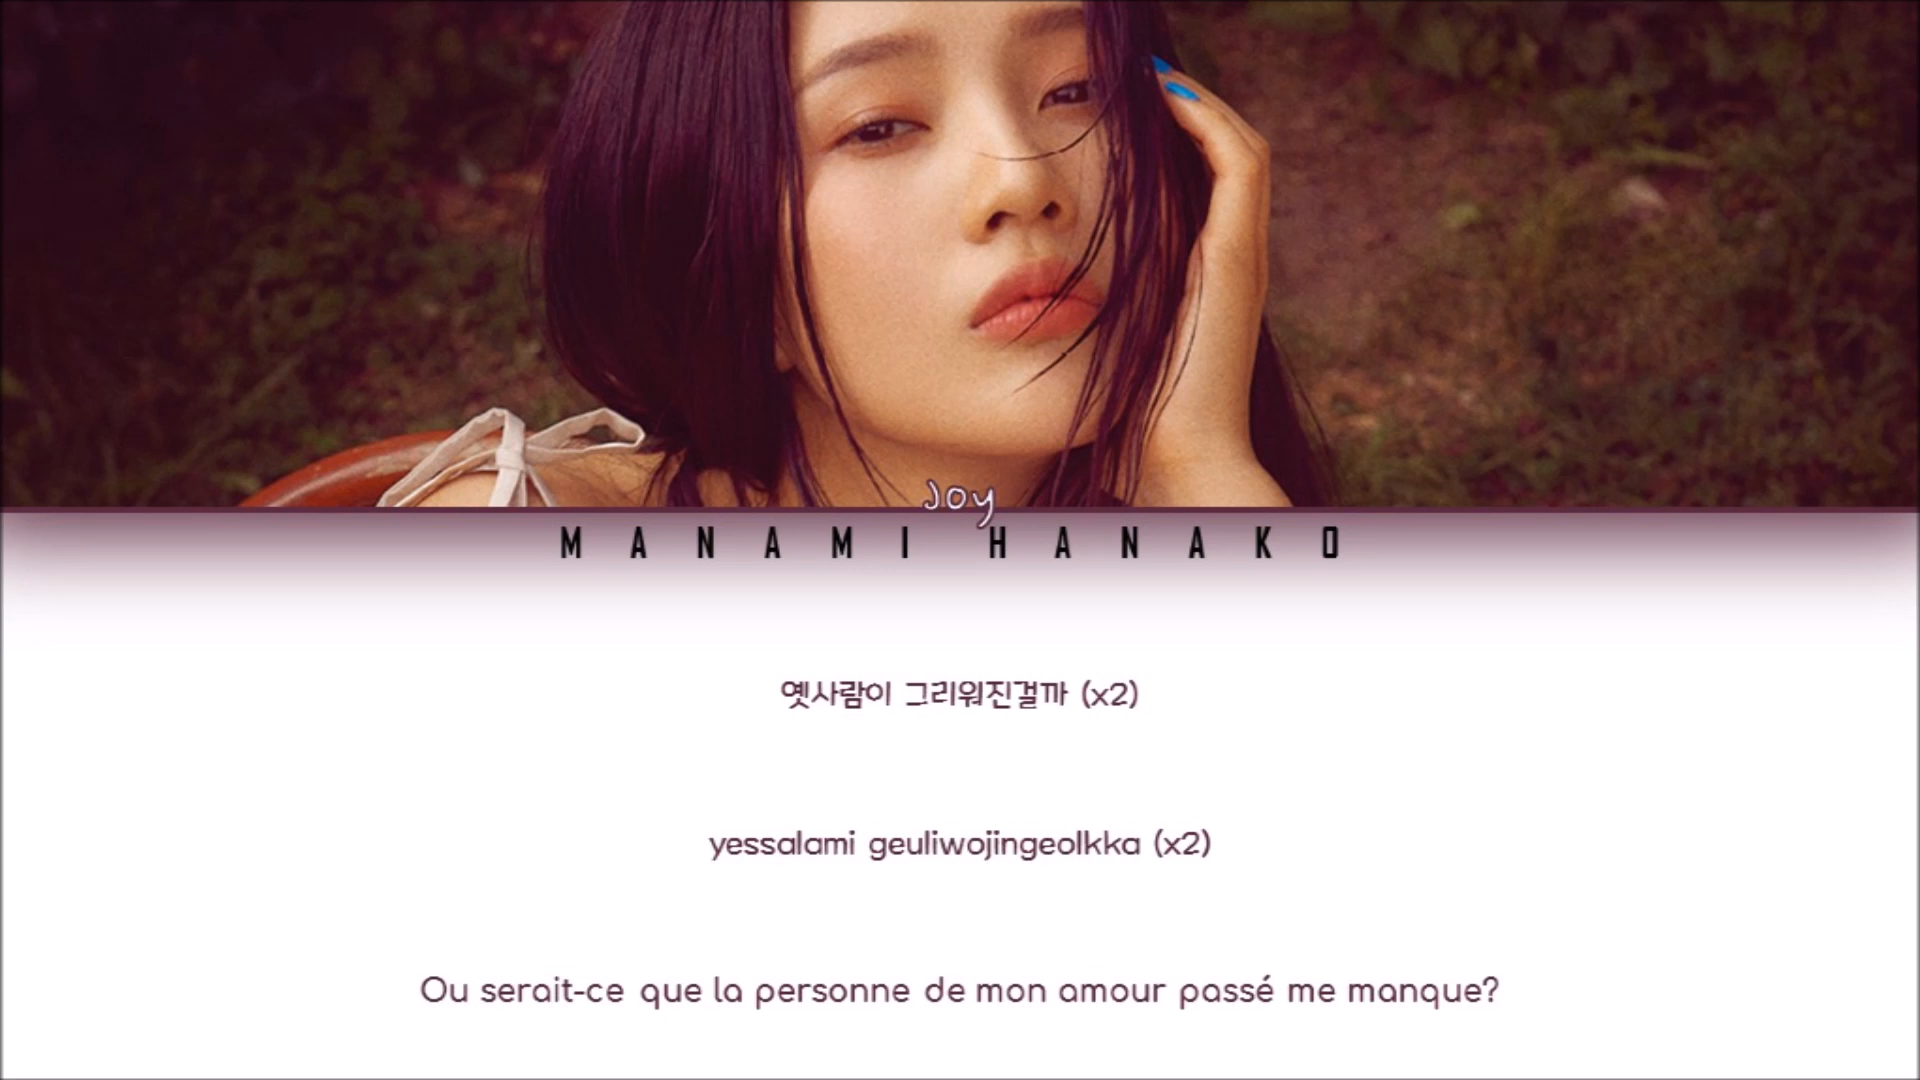 Joy
MANAMI HANAKO
옛사람이 그리워진걸까 (x2)
yessalami geuliwojingeolkka (x2)
Ou serait-ce que la personne de mon amour passé me manque?